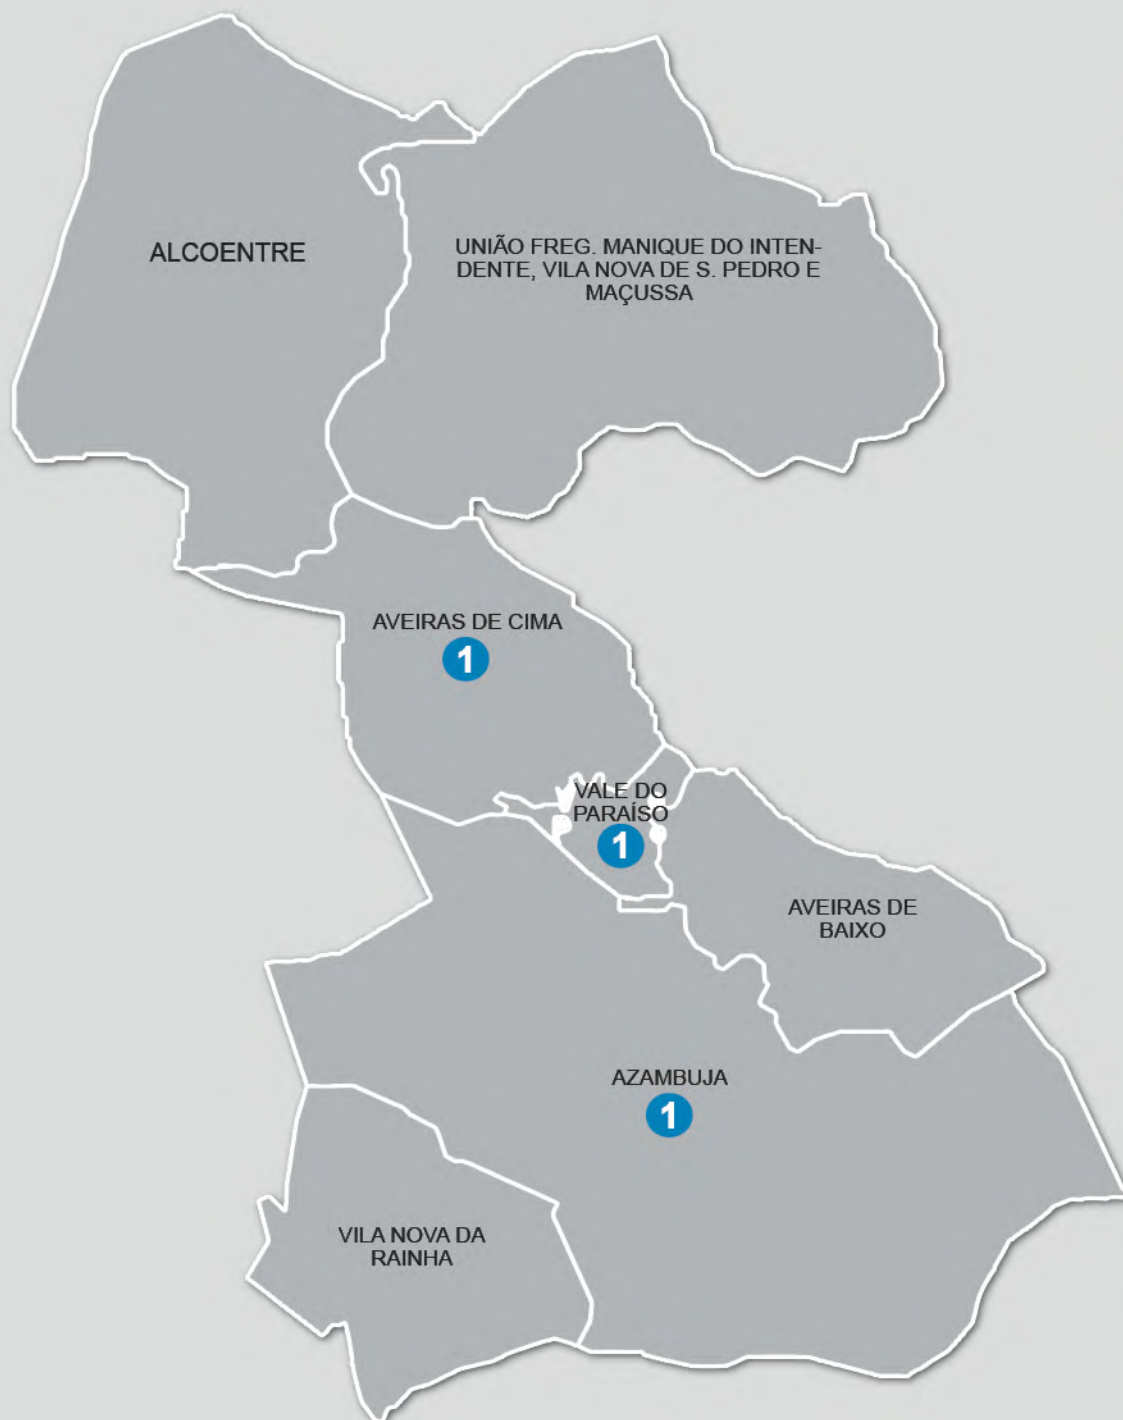 ALCOENTRE
UNIÃO FREG. MANIQUE DO INTEN-
DENTE, VILA NOVA DE S. PEDRO E
MAÇUSSA
AVEIRAS DE CIMA
1
VALE DO
PARAÍSO
1
AVEIRAS DE
BAIXO
AZAMBUJA
1
VILA NOVA DA
RAINHA